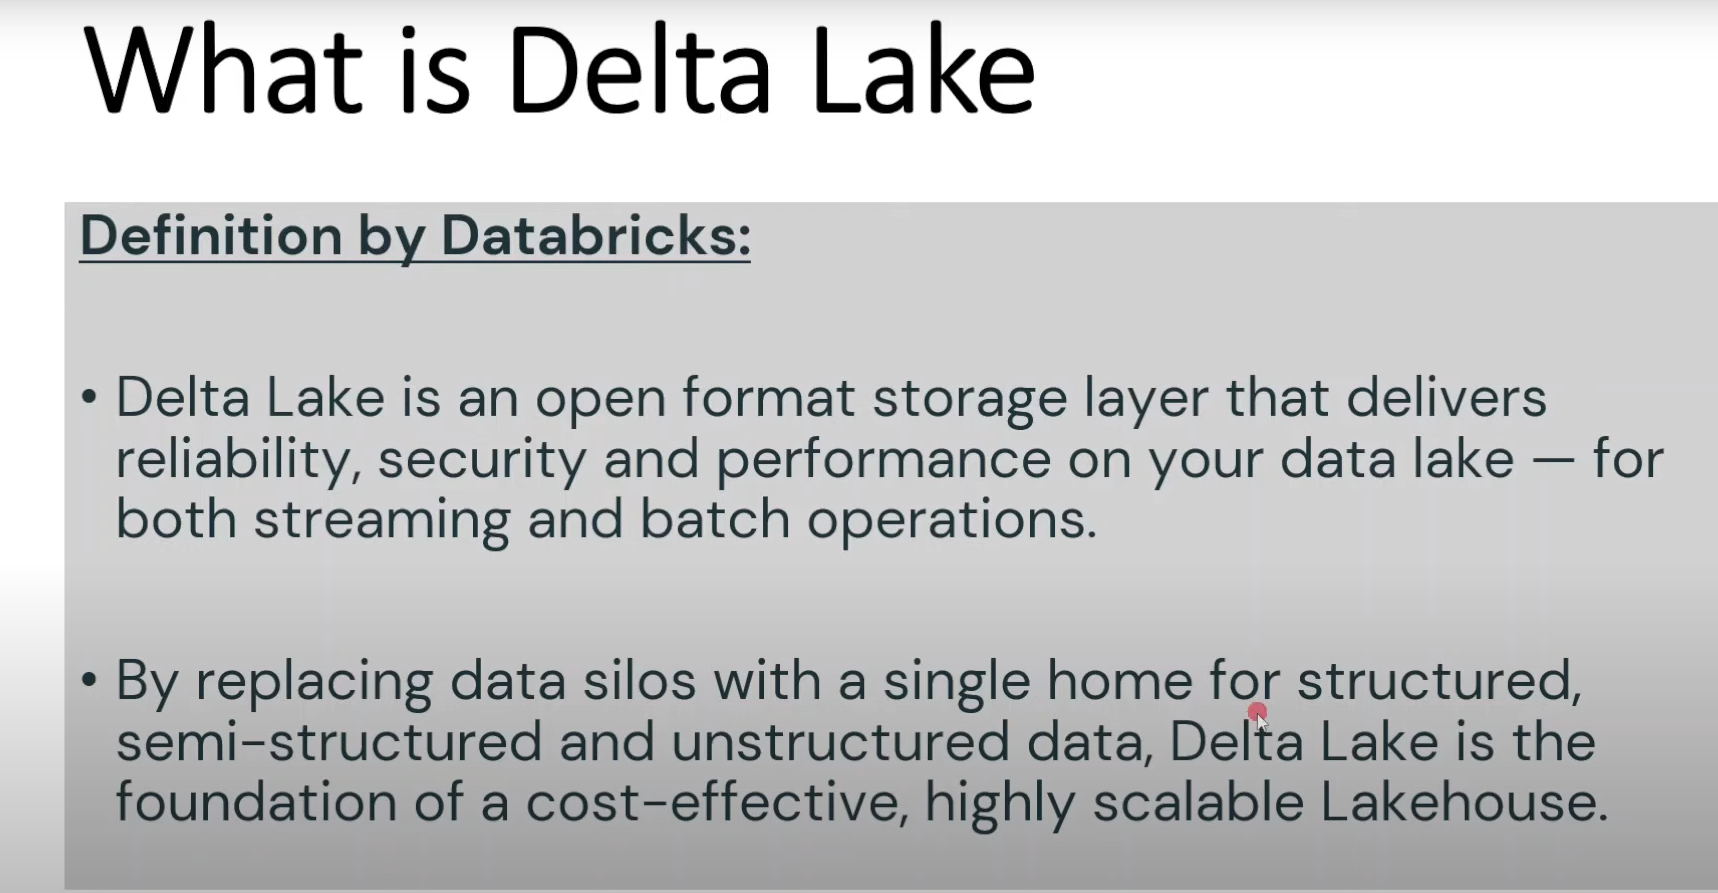 What is Delta Lake
Definition by Databricks:
• Delta Lake is an open format storage layer that delivers
reliability, security and performance on your data lake — for
both streaming and batch operations.
• By replacing data silos with a single home for structured,
semi-structured and unstructured data, Delta Lake is the
foundation of a cost-effective, highly scalable Lakehouse.